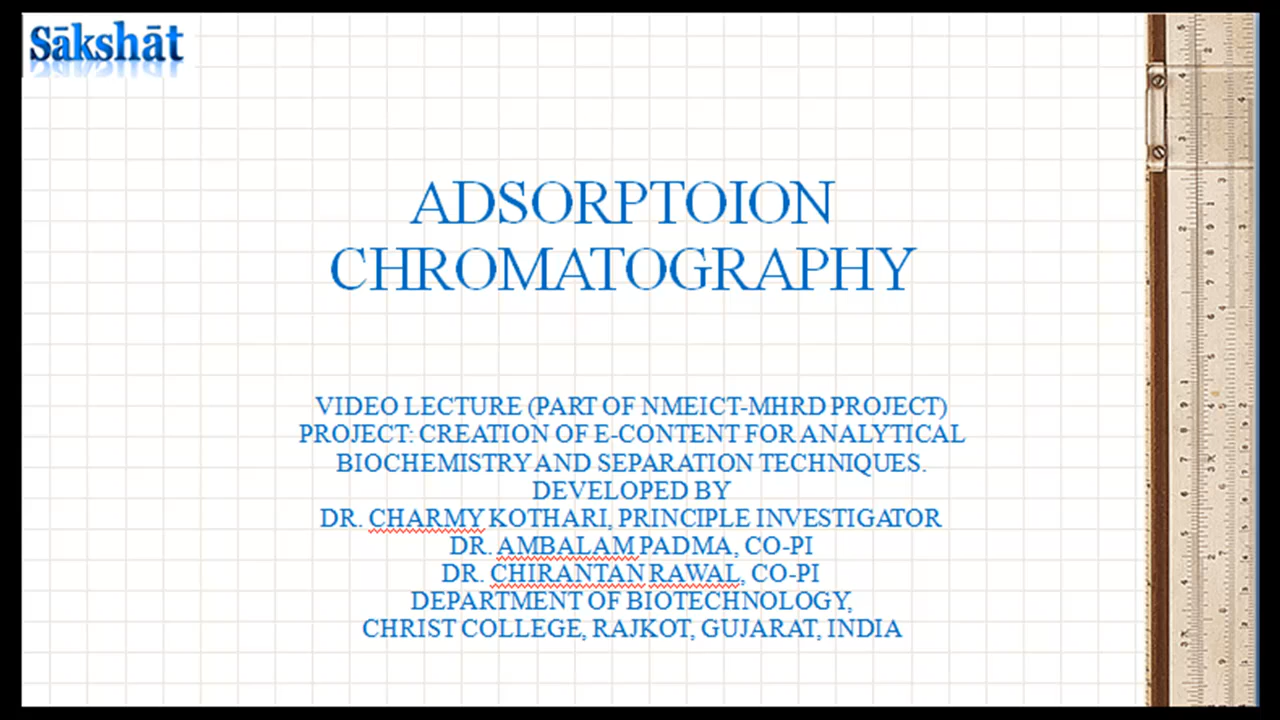 Sākshāt
ADSORPTOION
CHROMATOGRAPHY
VIDEO LECTURE (PART OF NMEICT-MHRD PROJECT)
PROJECT: CREATION OF E-CONTENT FOR ANALYTICAL
BIOCHEMISTRY AND SEPARATION TECHNIQUES.
DEVELOPED BY
DR. CHARMY KOTHARI, PRINCIPLE INVESTIGATOR
DR. AMBALAM PADMA, CO-PI
DR. CHIRANTAN RAWAL, CO-PI
DEPARTMENT OF BIOTECHNOLOGY,
CHRIST COLLEGE, RAJKOT, GUJARAT, INDIA